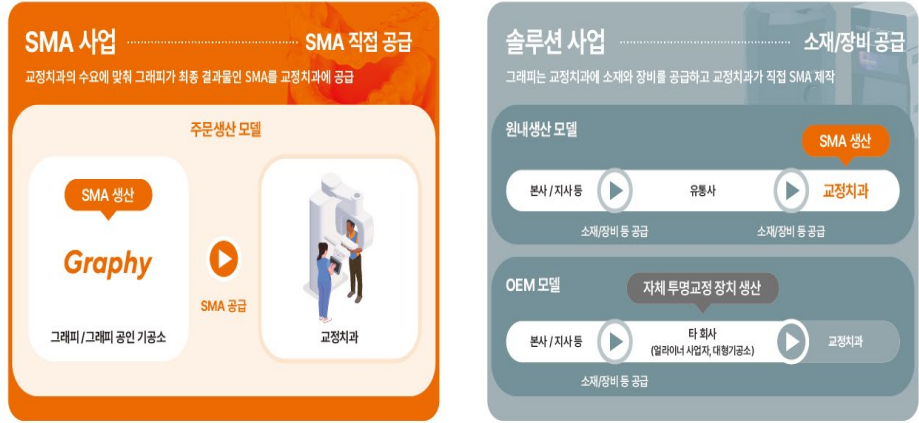 SMA 사업 SMA 직접 공급
교정치과의 수요에 맞춰 그래피가 최종 결과물인 SMA를 교정치과에 공급
주문생산 모델
SMA 생산
Graphy
그래피/그래피 공인 기공소
SMA 공급
교정치과
솔루션 사업 소재/장비 공급
그래피는 교정치과에 소재와 장비를 공급하고 교정치과가 직접 SMA 제작
원내생산 모델
SMA 생산
본사 / 지사 등 유통사 교정치과
소재/장비 등 공급 소재/장비 등 공급
OEM 모델
자체 투명교정 장치 생산
본사 / 지사 등 타 회사 교정치과
(얼라이너 사업자, 대형기공소)
소재/장비 등 공급